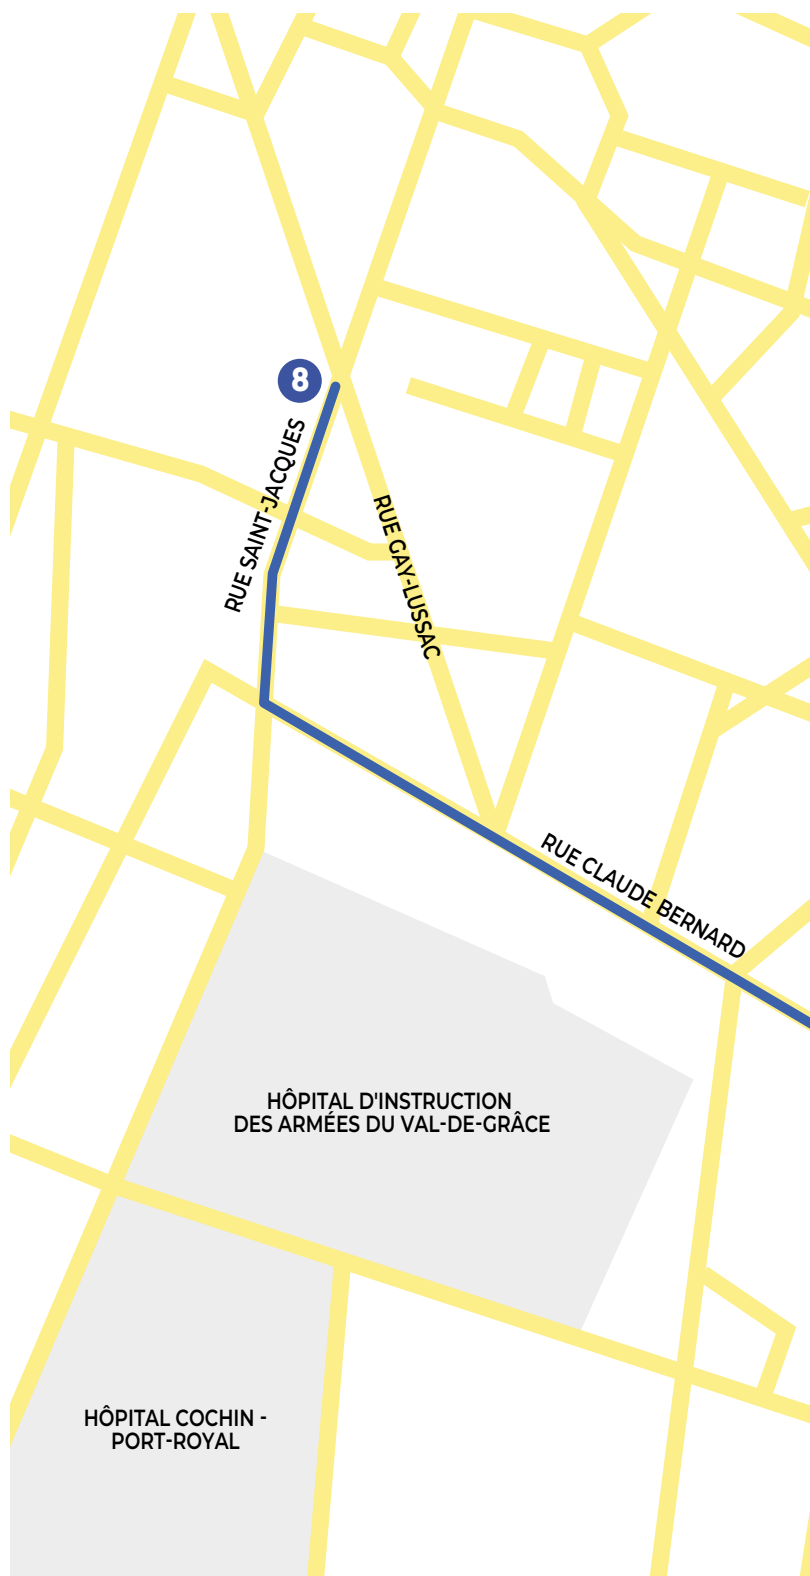 8
RUE SAINT-JACQUES
RUE GAY-LUSSAC
RUE CLAUDE BERNARD
HÔPITAL D'INSTRUCTION
DES ARMÉES DU VAL-DE-GRÂCE
HÔPITAL COCHIN -
PORT-ROYAL